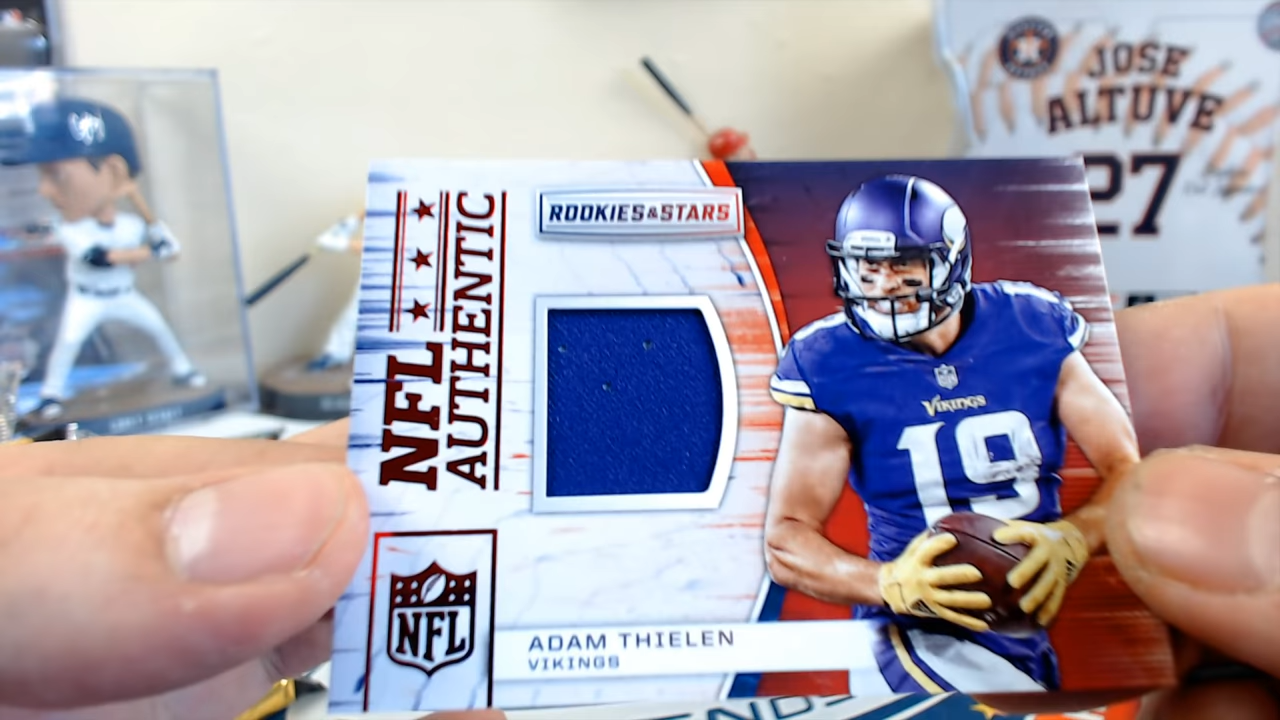 JOSE
ALTUVE
27
ROOKIES & STARS
NFL
AUTHENTIC
VIKINGS
19
NFL
ADAM THIELEN
VIKINGS